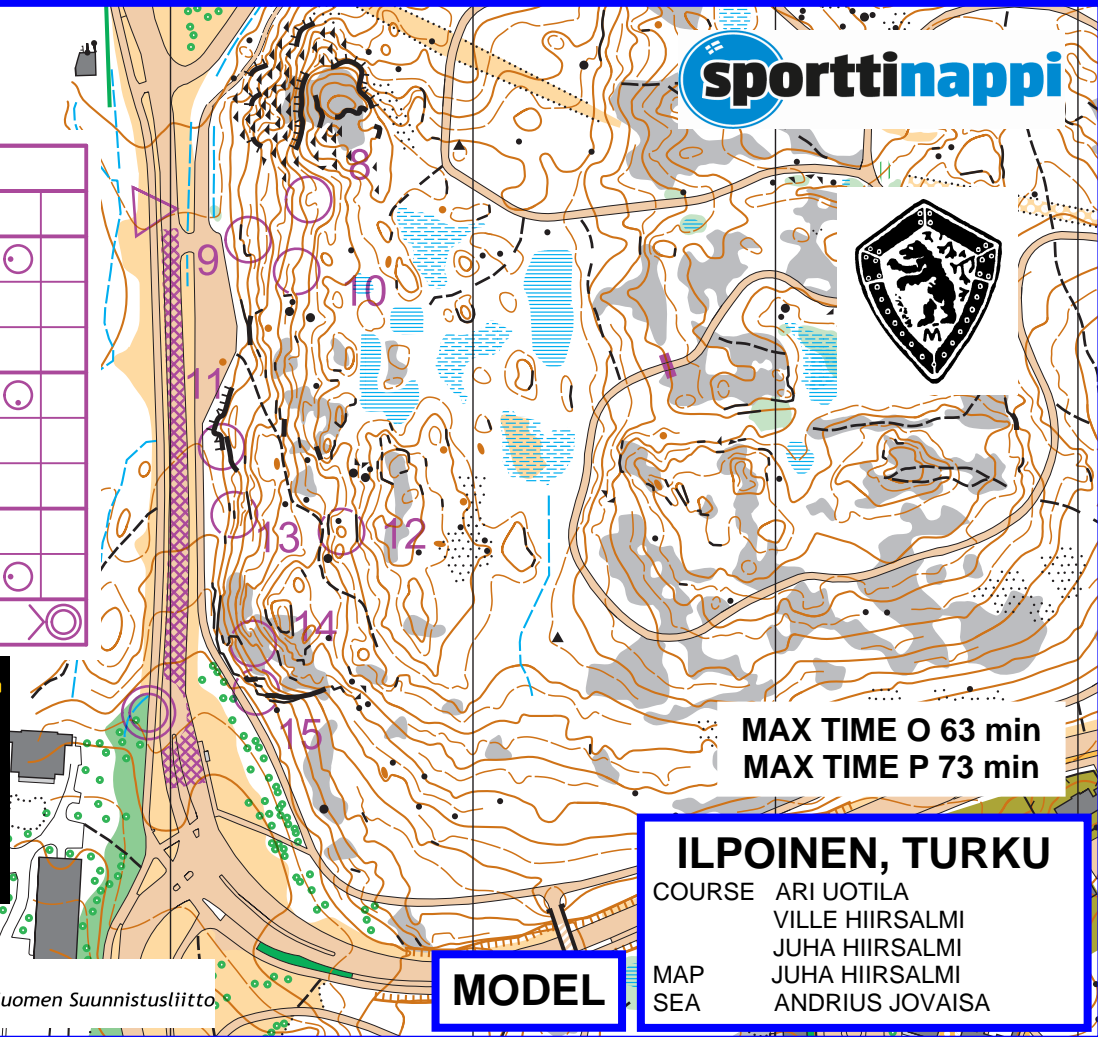 sporttinappi
8
9
10
M
11
12
13
14
15
MAX TIME O 63 min
MAX TIME P 73 min
ILPOINEN, TURKU
COURSE ARI UOTILA
VILLE HIIRSALMI
JUHA HIIRSALMI
MAP JUHA HIIRSALMI
SEA ANDRIUS JOVAISA
MODEL
uomen Suunnistusliitto